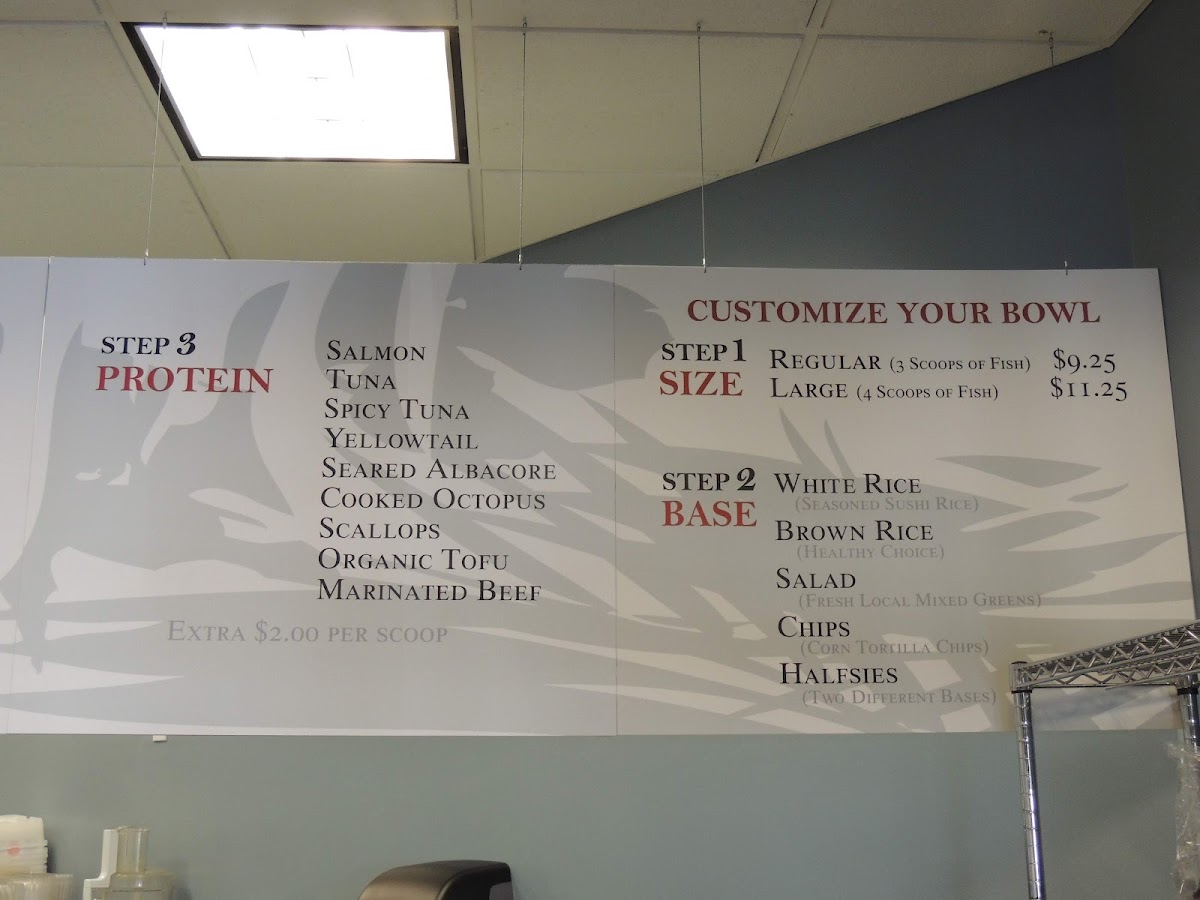 CUSTOMIZE YOUR BOWL
STEP 1
SIZE
REGULAR (3 SCOOPS OF FISH) $9.25
LARGE (4 SCOOPS OF FISH) $11.25
STEP 2
BASE
WHITE RICE
(SEASONED SUSHI RICE)
BROWN RICE
(HEALTHY CHOICE)
SALAD
(FRESH LOCAL MIXED GREENS)
CHIPS
(CORN TORTILLA CHIPS)
HALFSIES
(TWO DIFFERENT BASES)
STEP 3
PROTEIN
SALMON
TUNA
SPICY TUNA
YELLOWTAIL
SEARED ALBACORE
COOKED OCTOPUS
SCALLOPS
ORGANIC TOFU
MARINATED BEEF
EXTRA $2.00 PER SCOOP